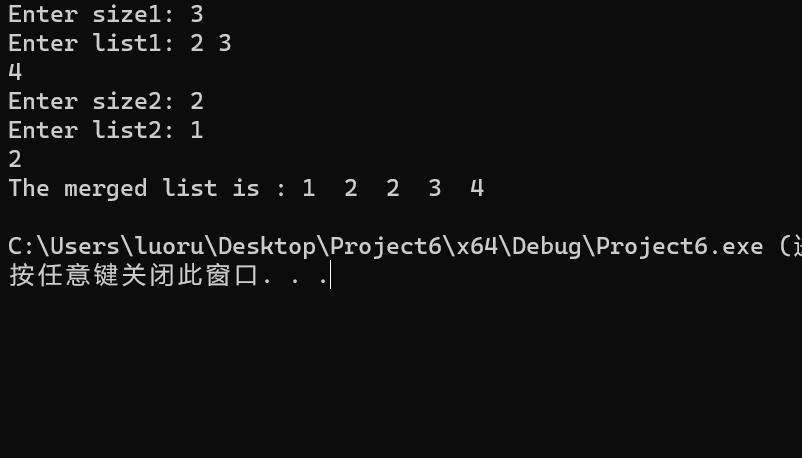 Enter size1: 3
Enter list1: 2 3
4
Enter size2: 2
Enter list2: 1
2
The merged list is : 1  2  2  3  4
C:\Users\luoru\Desktop\Project6\x64\Debug\Project6.exe (
按任意键关闭此窗口. . .